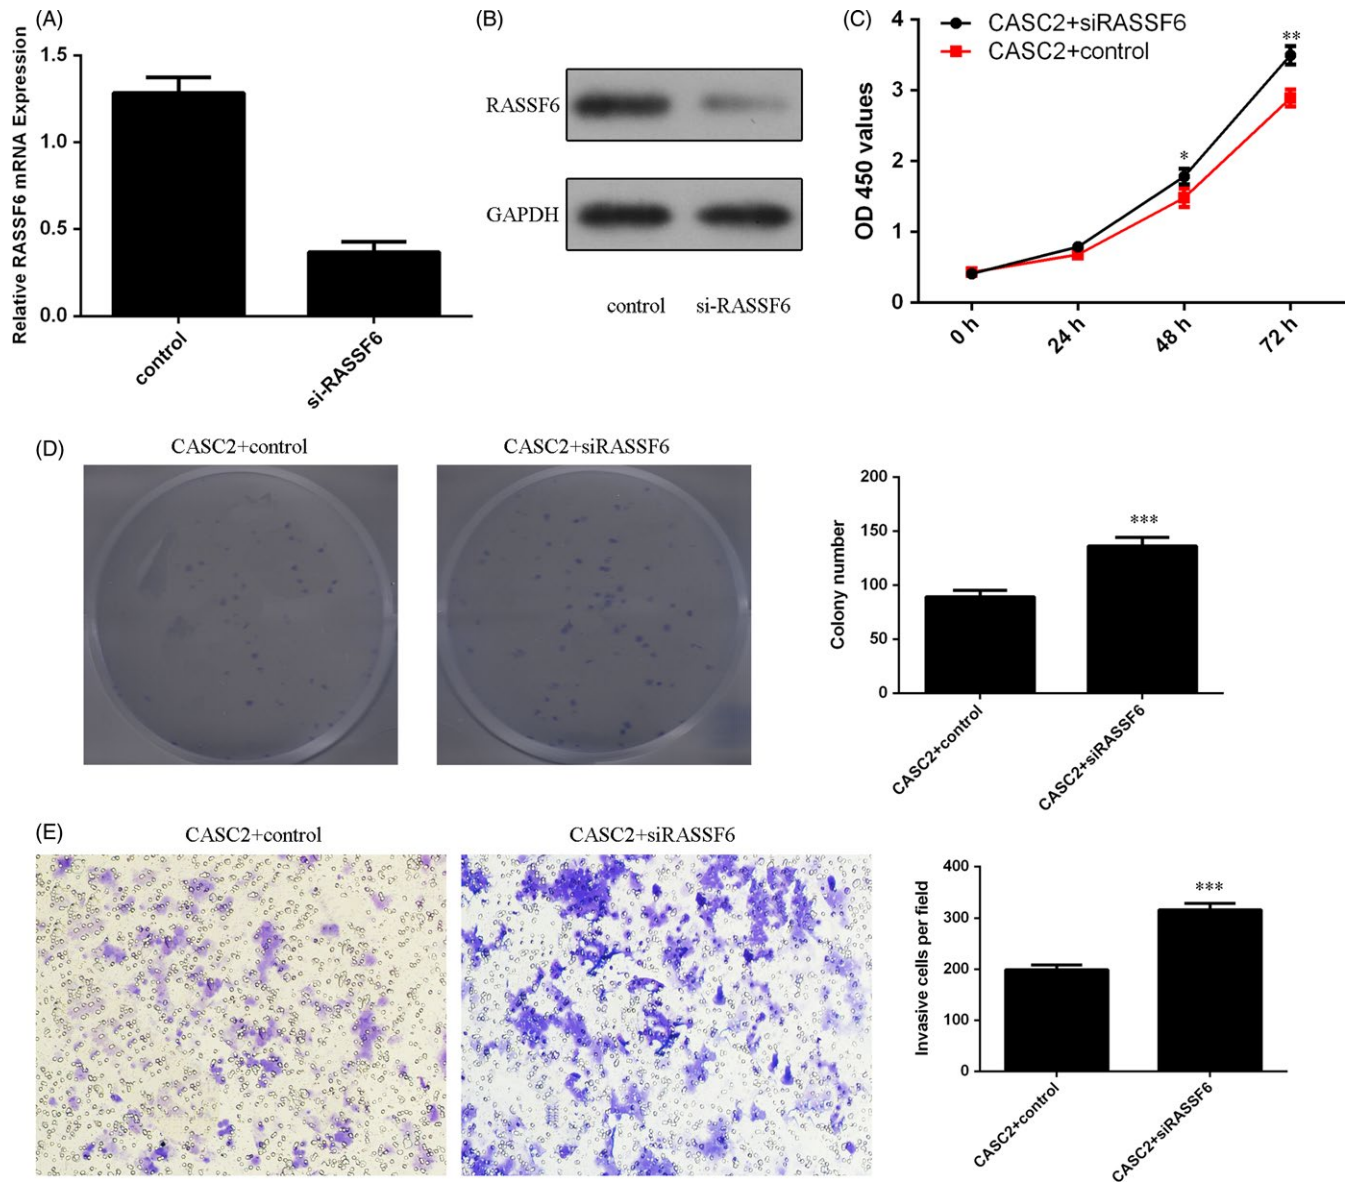 (A)
Relative RASSF6 mRNA Expression
1.5
1.0
0.5
0.0
control
si-RASSF6
(B)
RASSF6
GAPDH
control si-RASSF6
(C)
OD 450 values
4
3
2
1
0
CASC2+siRASSF6
CASC2+control
*
**
0 h
24 h
48 h
72 h
(D)
CASC2+control
CASC2+siRASSF6
Colony number
200
150
100
50
0
***
CASC2+control
CASC2+siRASSF6
(E)
CASC2+control
CASC2+siRASSF6
Invasive cells per field
400
300
200
100
0
***
CASC2+control
CASC2+siRASSF6